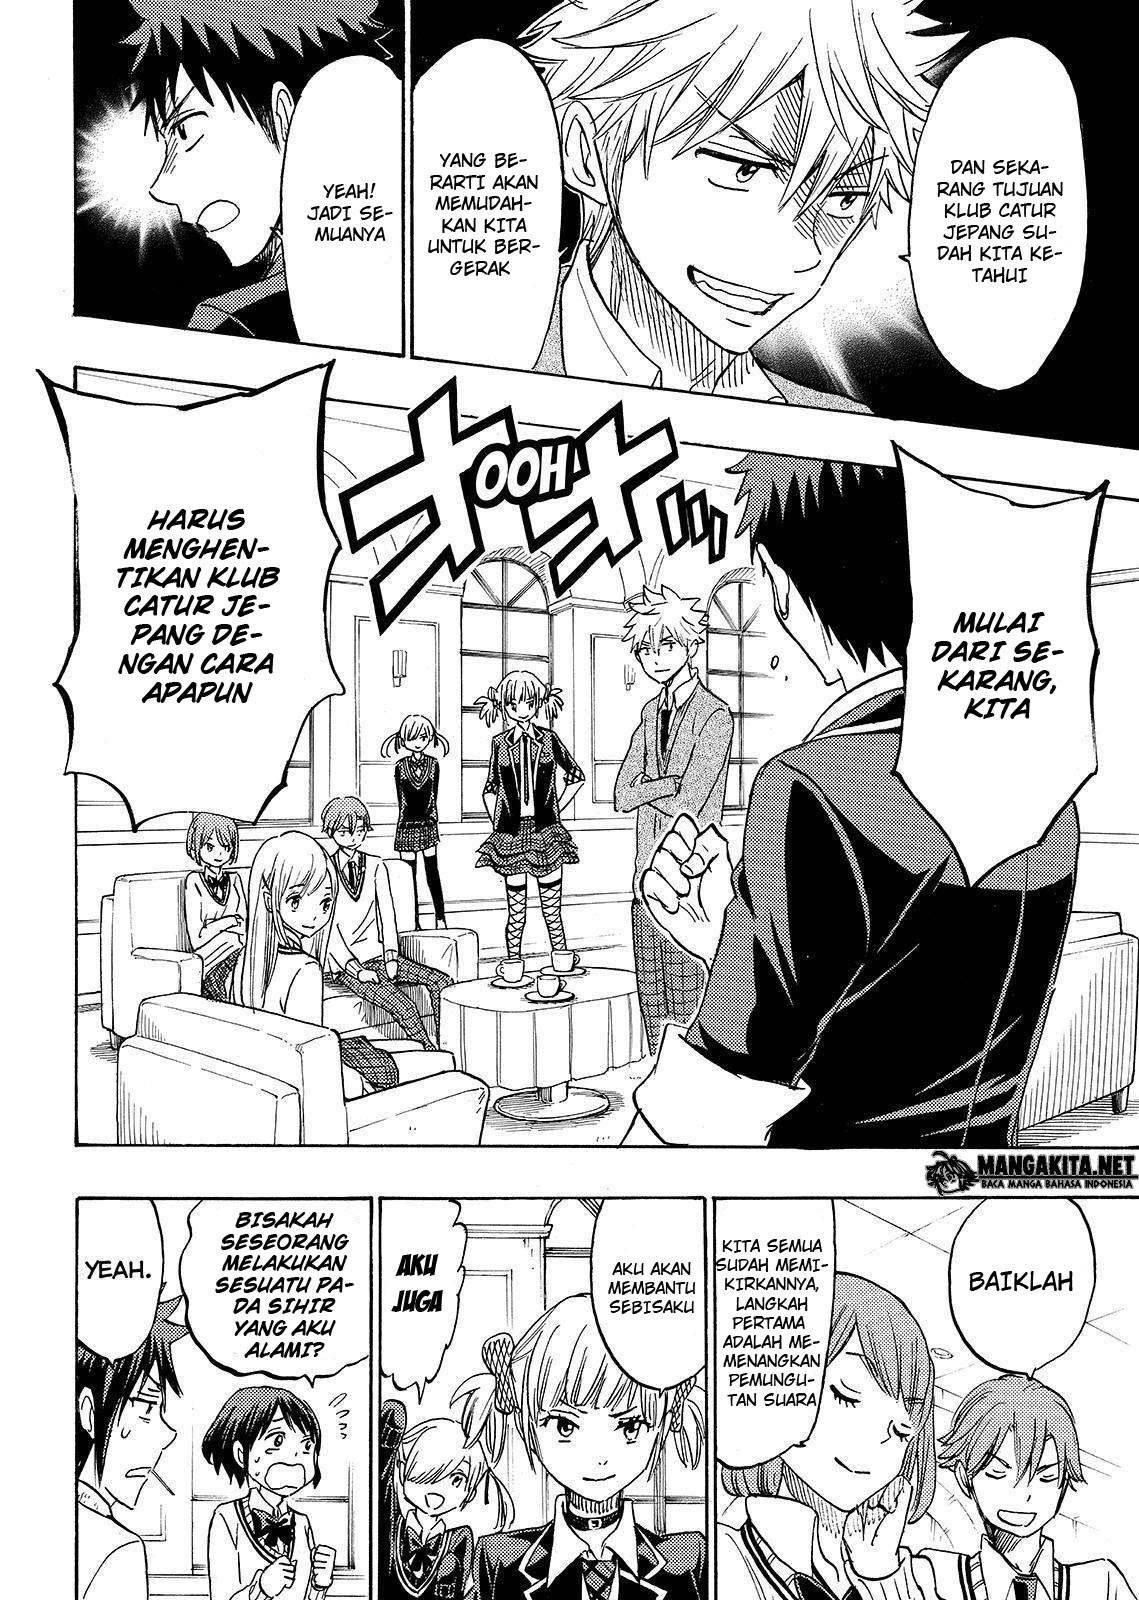 DAN SEKA-
RANG TUJUAN
KLUB CATUR
JEPANG SU-
DAH KITA KE-
TAHUI
YANG BE-
RARTI AKAN
MEMUDAH-
KAN KITA
UNTUK BER-
GERAK
YEAH!
JADI SE-
MUANYA
MULAI
DARI SE-
KARANG,
KITA
オオオ
OOH
HARUS
MENGHEN-
TIKAN KLUB
CATUR JE-
PANG DE-
NGAN CARA
APAPUN
MANGAKITA.NET
BACA MANGA BAHASA INDONESIA
BAIKLAH
KITA SEMUA
SUDAH MEMI-
KIRKANNYA,
LANGKAH
PERTAMA
ADALAH ME-
MENANGKAN
PEMUNGU-
TAN SUARA
AKU AKAN
MEMBANTU
SEBISAKU
AKU
JUGA
BISAKAH
SESEORANG
MELAKUKAN
SESUATU PA-
DA SIHIR
YANG AKU
ALAMI?
YEAH.